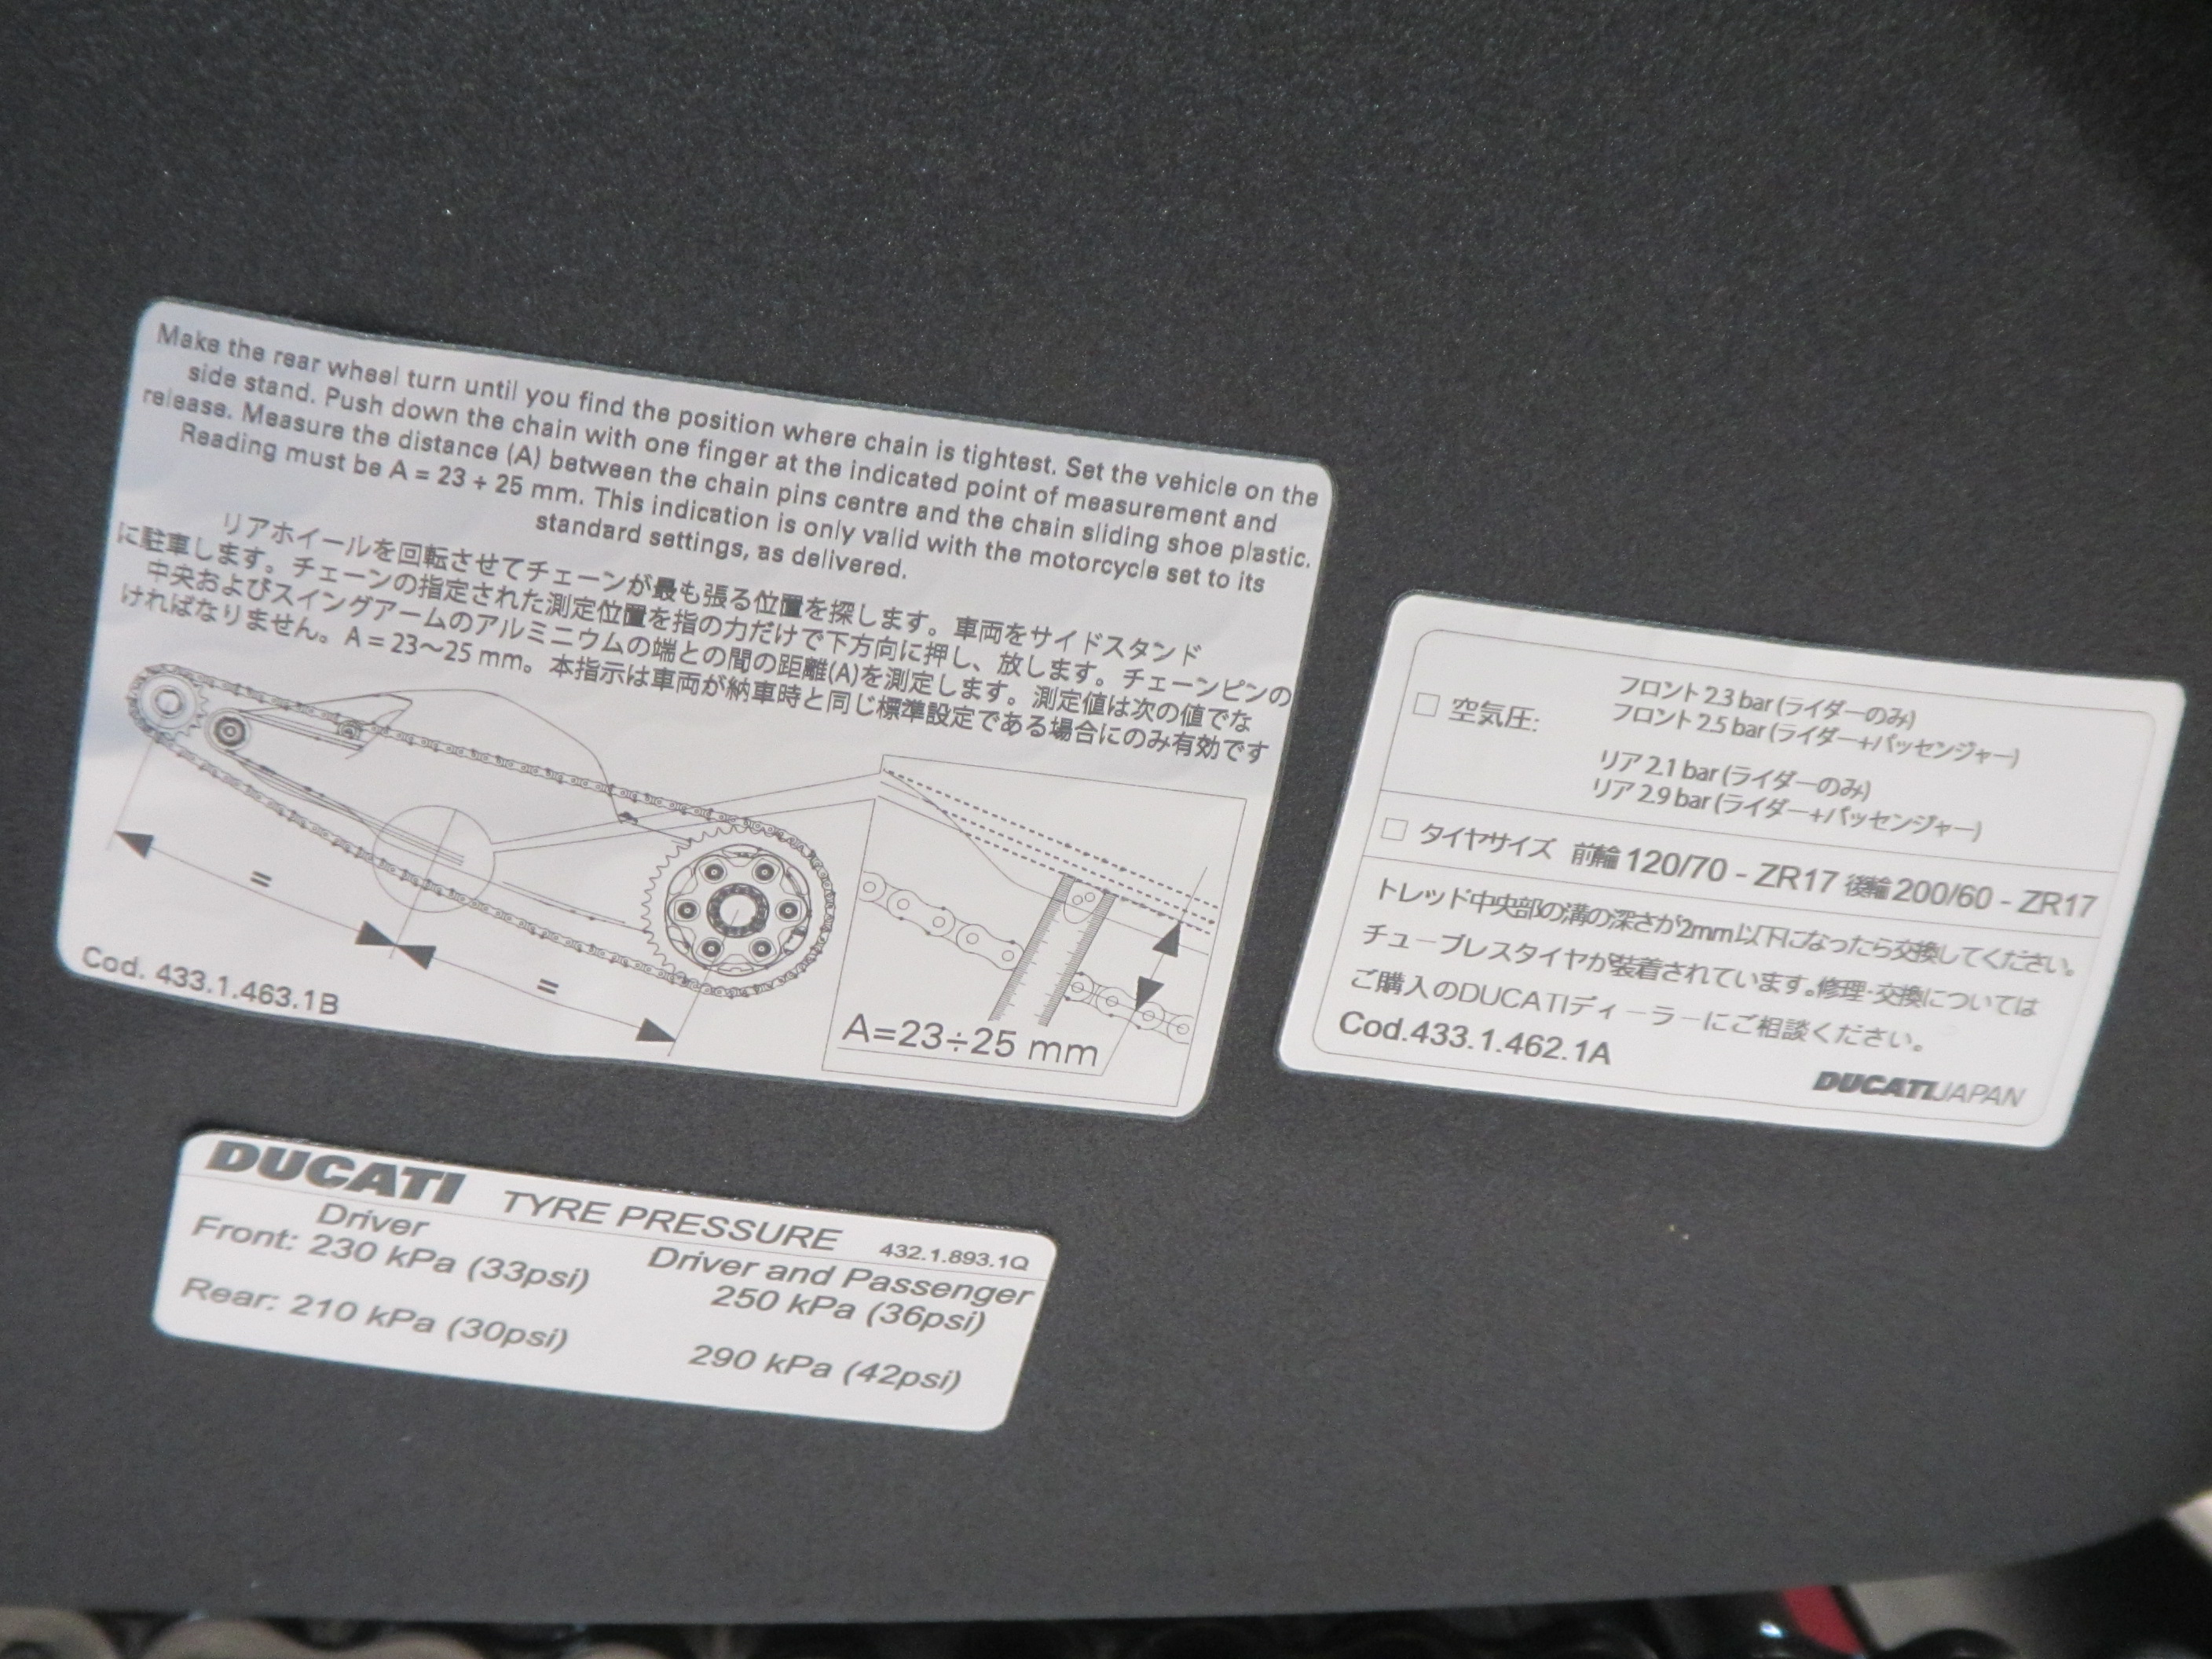 Make the rear wheel turn until you find the position where chain is tightest. Set the vehicle on the
side stand. Push down the chain with one finger at the indicated point of measurement and
release. Measure the distance (A) between the chain pins centre and the chain sliding shoe plastic.
Reading must be A = 23 ÷ 25 mm. This indication is only valid with the motorcycle set to its
standard settings, as delivered.
リアホイールを回転させてチェーンが最も張る位置を探します。車両をサイドスタンド
に駐車します。チェーンの指定された測定位置を指の力だけで下方向に押し、放します。チェーンピンの
中央およびスイングアームのアルミニウムの端との間の距離(A)を測定します。測定値は次の値でな
ければなりません。A = 23～25 mm。本指示は車両が納車時と同じ標準設定である場合にのみ有効です
=
=
A=23÷25 mm
Cod. 433.1.463.1B
空気圧:
フロント 2.3 bar (ライダーのみ)
フロント 2.5 bar (ライダー+パッセンジャー)
リア 2.1 bar (ライダーのみ)
リア 2.9 bar (ライダー+パッセンジャー)
タイヤサイズ 前輪 120/70 - ZR17 後輪 200/60 - ZR17
トレッド中央部の溝の深さが2mm以下になったら交換してください。
チューブレスタイヤが装着されています。修理・交換については
ご購入のDUCATIディーラーにご相談ください。
Cod.433.1.462.1A
DUCATIJAPAN
DUCATI TYRE PRESSURE 432.1.893.1Q
Driver Driver and Passenger
Front: 230 kPa (33psi) 250 kPa (36psi)
Rear: 210 kPa (30psi) 290 kPa (42psi)